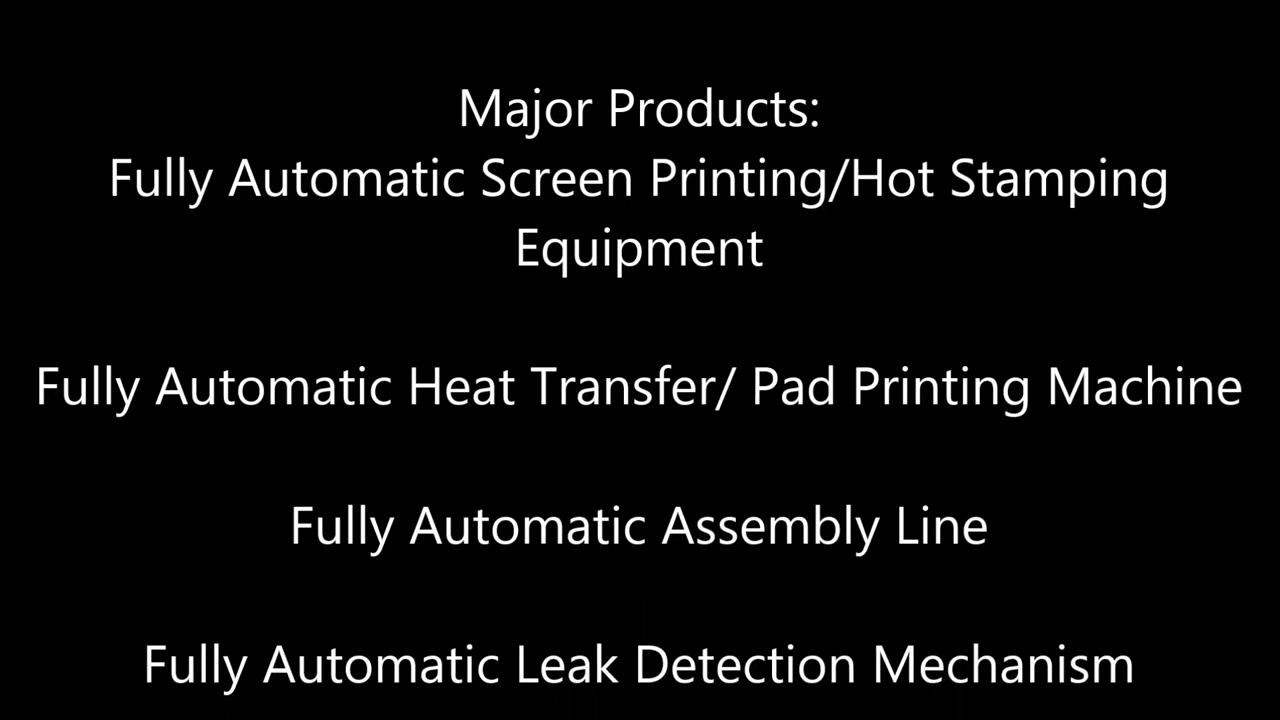 Major Products:
Fully Automatic Screen Printing/Hot Stamping
Equipment
Fully Automatic Heat Transfer/ Pad Printing Machine
Fully Automatic Assembly Line
Fully Automatic Leak Detection Mechanism